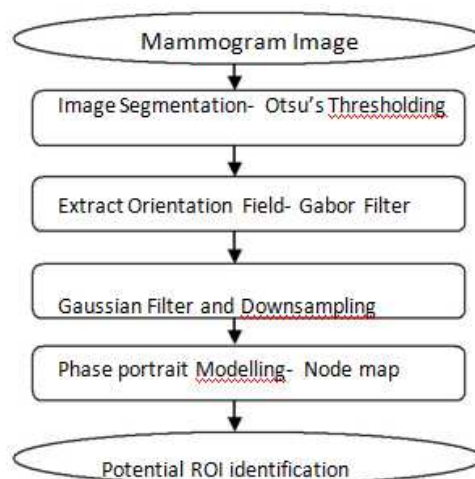 Mammogram Image
Image Segmentation- Otsu's Thresholding
Extract Orientation Field- Gabor Filter
Gaussian Filter and Downsampling
Phase portrait Modelling- Node map
Potential ROI identification